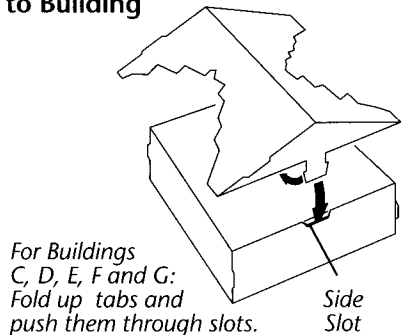 to Building
For Buildings
C, D, E, F and G:
Fold up tabs and
push them through slots.
Side
Slot